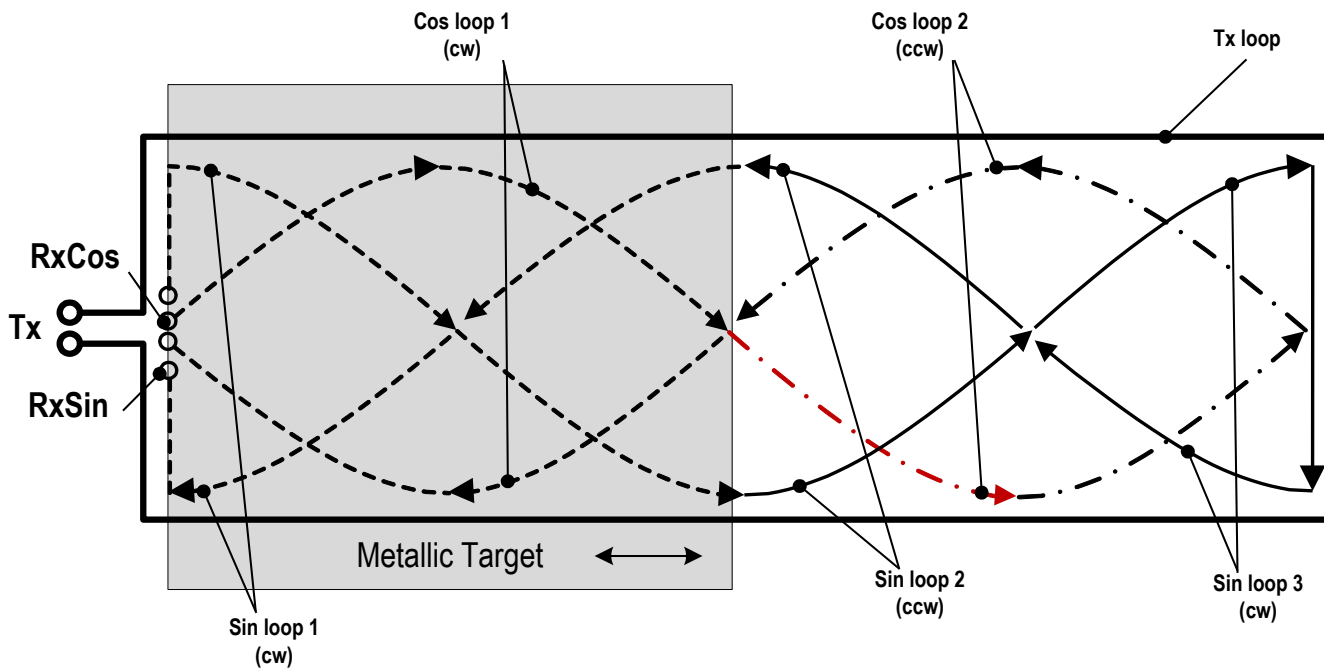 Cos loop 1
(cw)
Cos loop 2
(ccw)
Tx loop
RxCos
Tx
RxSin
Metallic Target
Sin loop 1
(cw)
Sin loop 2
(ccw)
Sin loop 3
(cw)